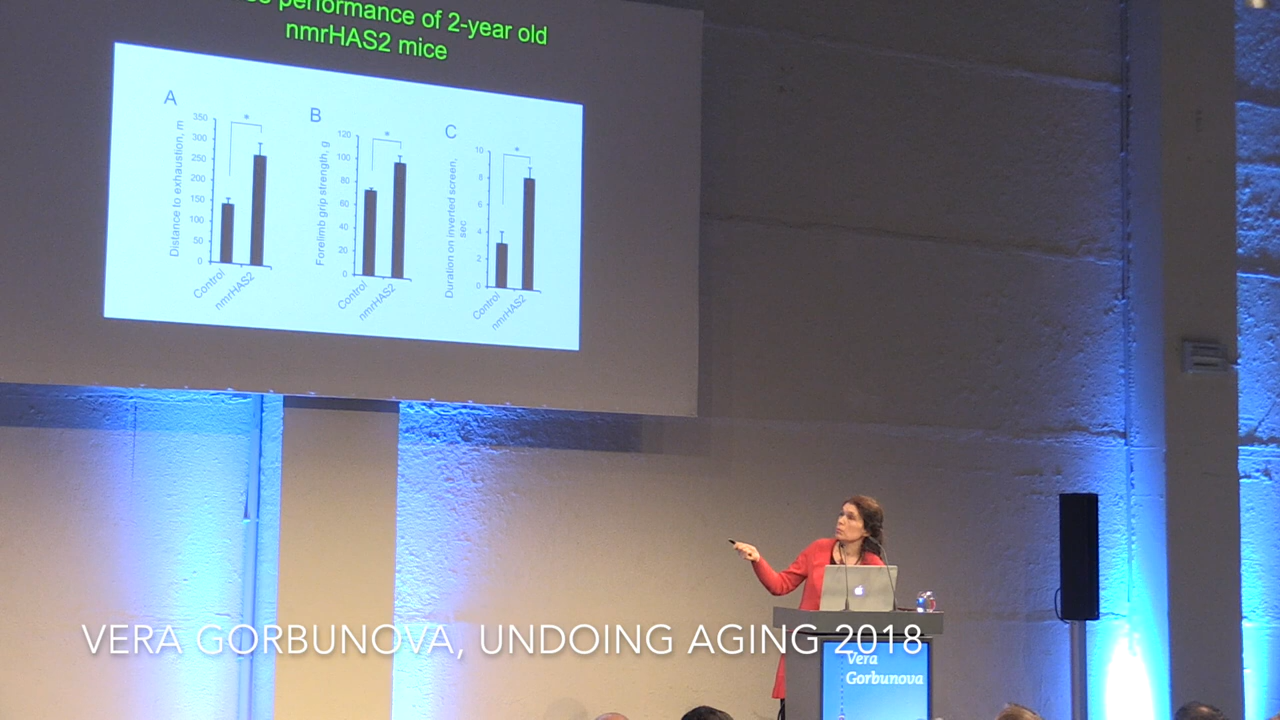 performance of 2-year old
nmrHAS2 mice
A
Distance to exhaustion, m
350
300
250
200
150
100
50
0
*
Control
nmrHAS2
B
Forelimb grip strength, g
120
100
80
60
40
20
0
*
Control
nmrHAS2
C
Duration on inverted screen,
sec
10
8
6
4
2
0
*
Control
nmrHAS2
VERA GORBUNOVA, UNDOING AGING 2018
Vera
Gorbunova